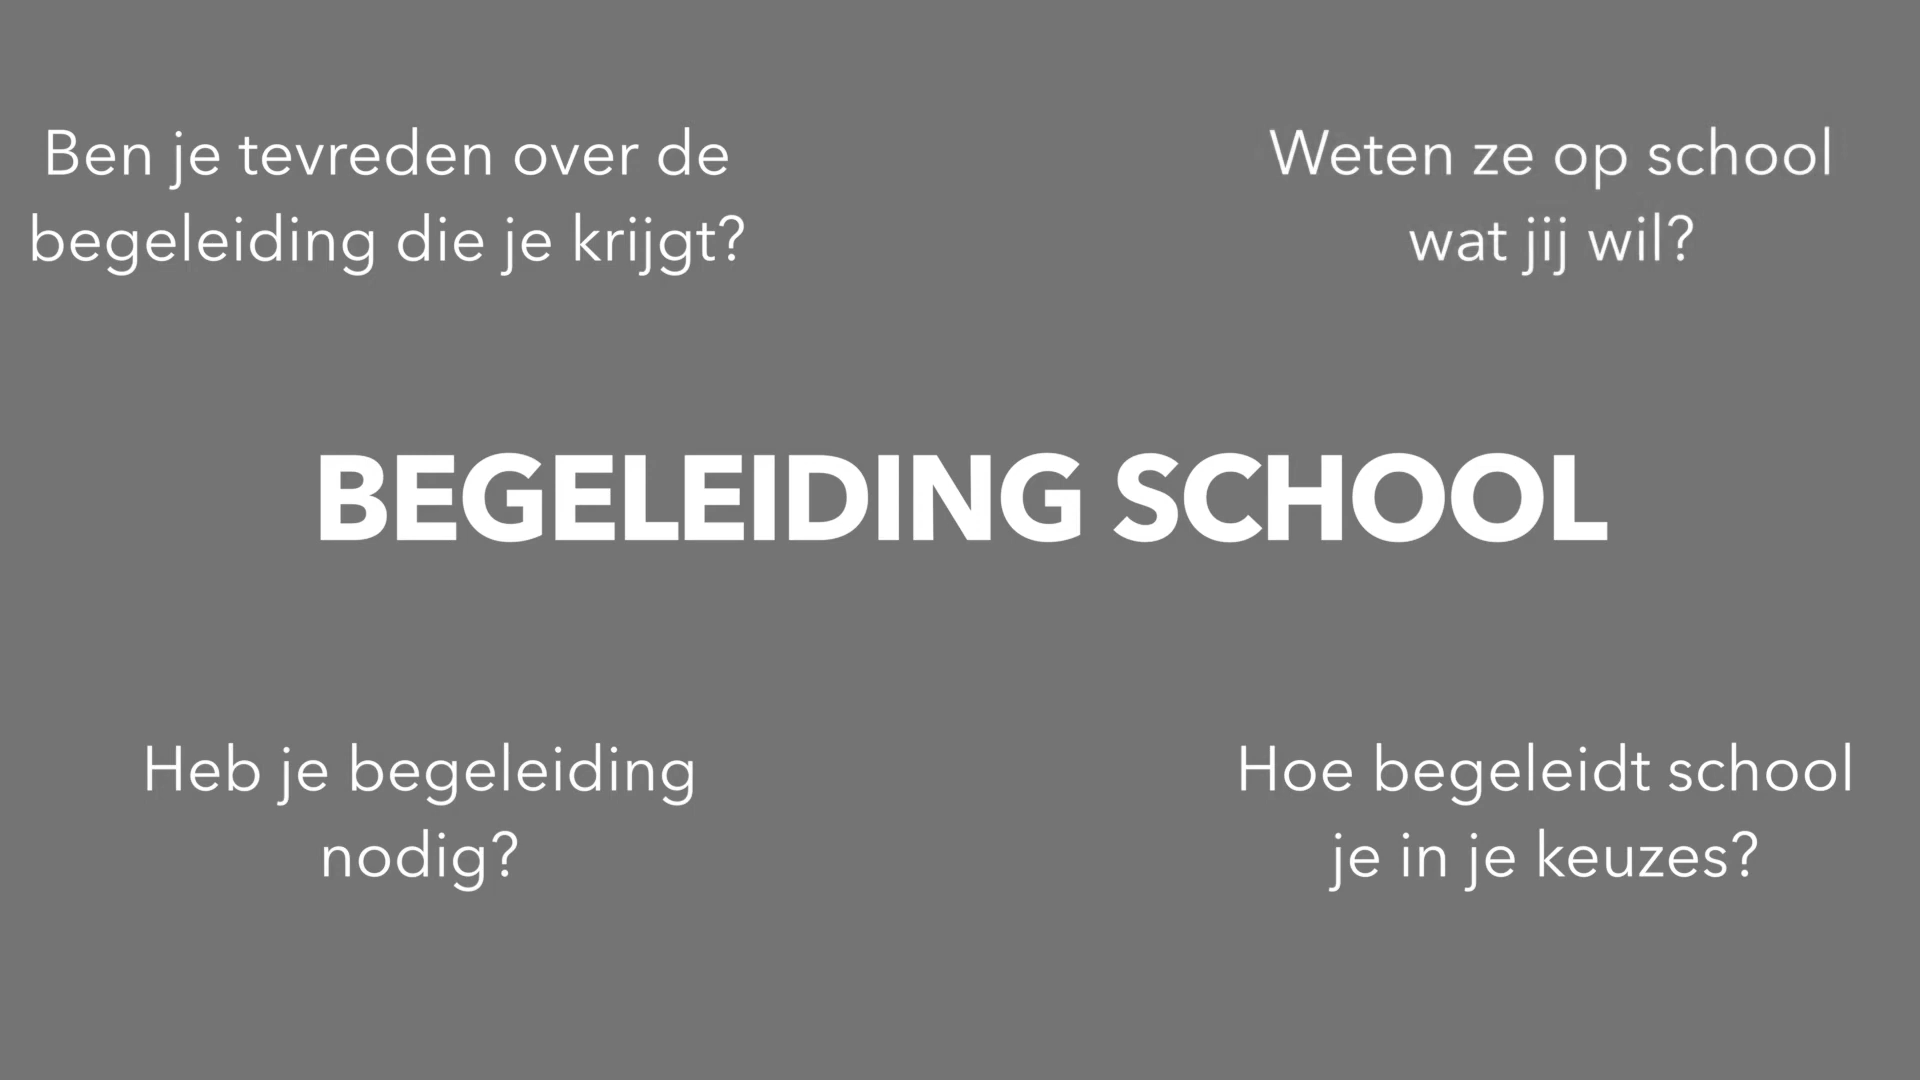 Ben je tevreden over de
begeleiding die je krijgt?
Weten ze op school
wat jij wil?
BEGELEIDING SCHOOL
Heb je begeleiding
nodig?
Hoe begeleidt school
je in je keuzes?